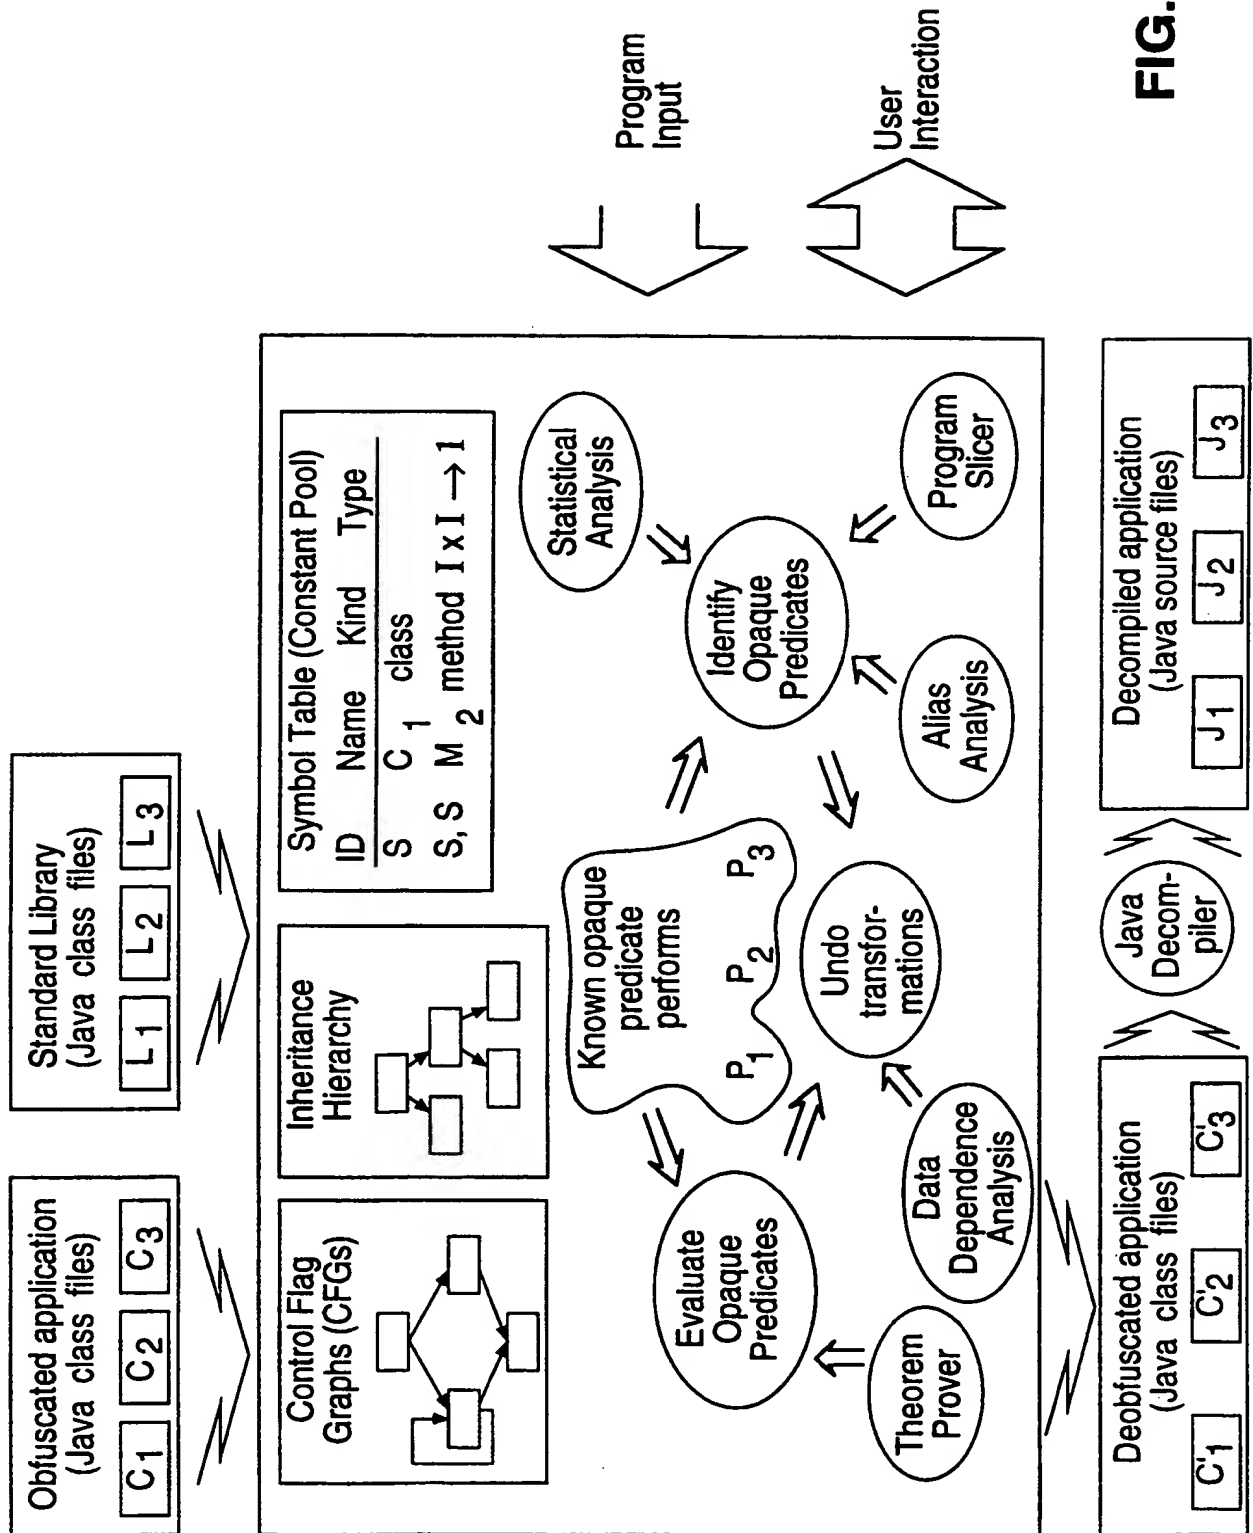 Obfuscated application
(Java class files)
C1 C2 C3
Standard Library
(Java class files)
L1 L2 L3
Control Flag
Graphs (CFGs)
Inheritance
Hierarchy
Symbol Table (Constant Pool)
ID Name Kind Type
S C1 class
S, S M2 method I x I → 1
Known opaque
predicate
performs
P1 P2 P3
Statistical
Analysis
Evaluate
Opaque
Predicates
Identify
Opaque
Predicates
Undo
transfor-
mations
Theorem
Prover
Data
Dependence
Analysis
Alias
Analysis
Program
Slicer
Program
Input
User
Interaction
Deobfuscated application
(Java class files)
C'1 C'2 C'3
Java
Decom-
piler
Decompiled application
(Java source files)
J1 J2 J3
FIG.